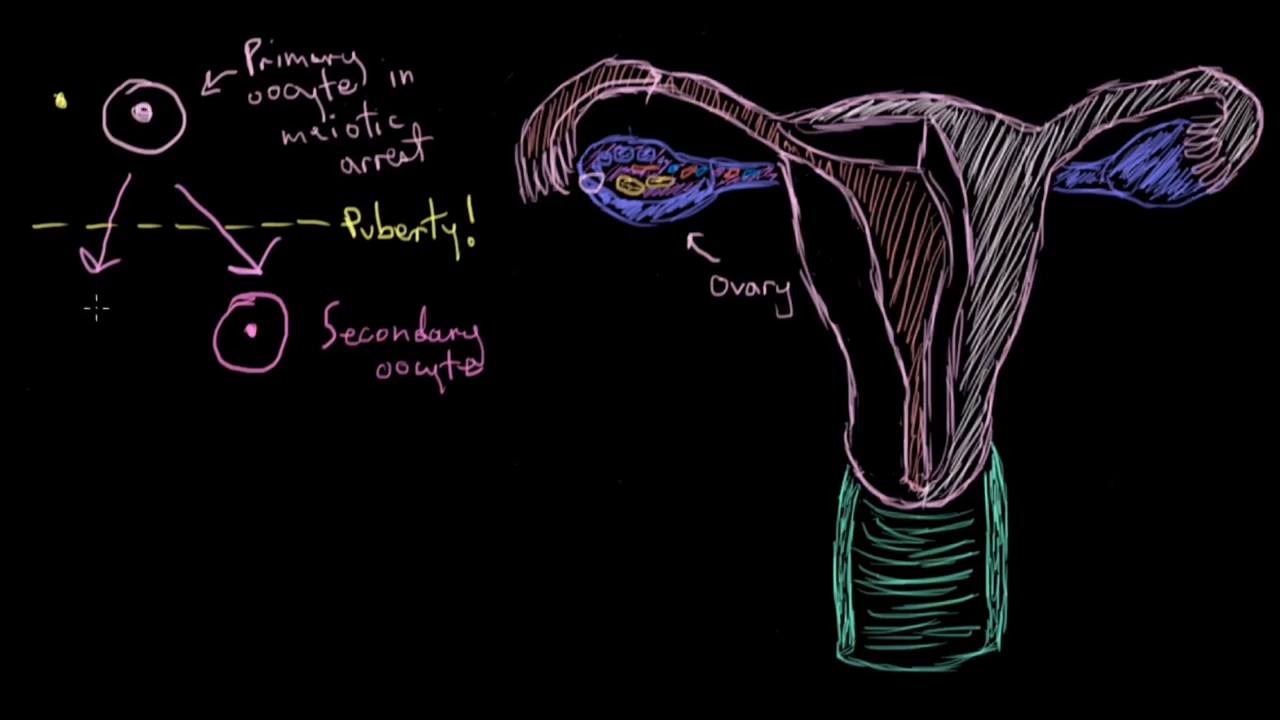 Primary
oocyte in
meiotic
arrest
Puberty!
Secondary
oocyte
Ovary